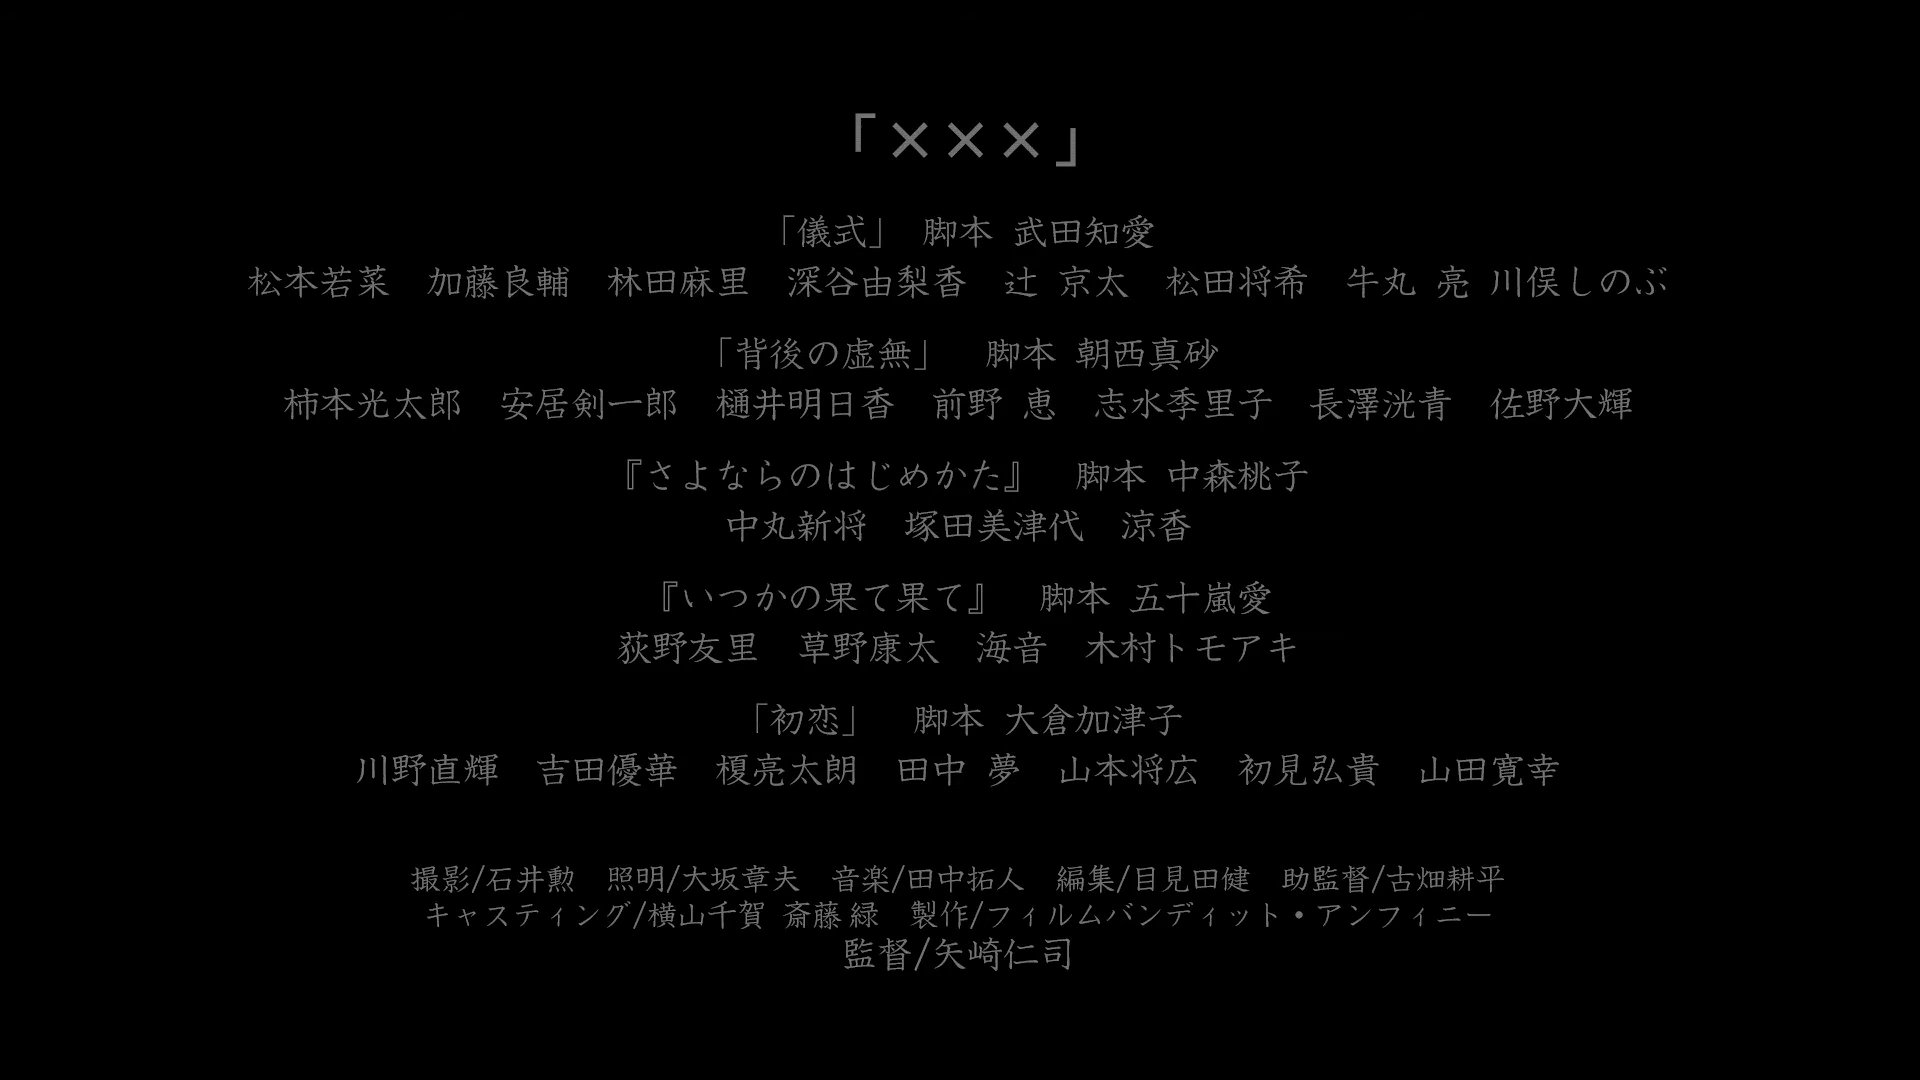 「×××」
「儀式」 脚本 武田知愛
松本若菜 加藤良輔 林田麻里 深谷由梨香 辻 京太 松田将希 牛丸 亮 川俣しのぶ
「背後の虚無」 脚本 朝西真砂
柿本光太郎 安居剣一郎 樋井明日香 前野 恵 志水季里子 長澤洸青 佐野大輝
『さよならのはじめかた』 脚本 中森桃子
中丸新将 塚田美津代 涼香
『いつかの果て果て』 脚本 五十嵐愛
荻野友里 草野康太 海音 木村トモアキ
「初恋」 脚本 大倉加津子
川野直輝 吉田優華 榎亮太朗 田中 夢 山本将広 初見弘貴 山田寛幸
撮影/石井勲 照明/大坂章夫 音楽/田中拓人 編集/目見田健 助監督/古畑耕平
キャスティング/横山千賀 斎藤緑 製作/フィルムバンディット・アンフィニー
監督/矢崎仁司